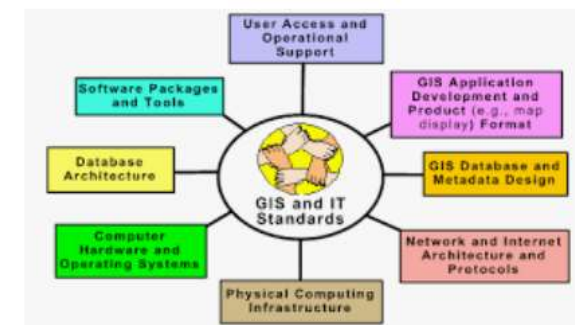 User Access and
Operational
Support
Software Packages
and Tools
GIS Application
Development and
Product (e.g., map
display) Format
Database
Architecture
GIS and IT
Standards
GIS Database and
Metadata Design
Computer
Hardware and
Operating Systems
Network and Internet
Architecture and
Protocols
Physical Computing
Infrastructure